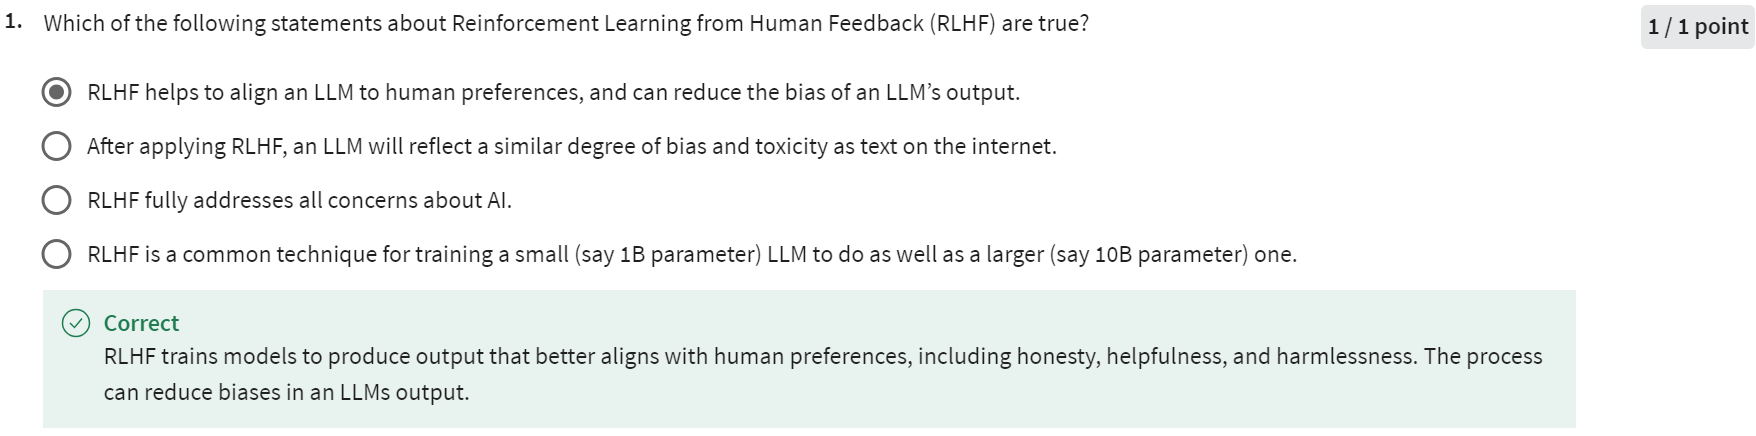 1. Which of the following statements about Reinforcement Learning from Human Feedback (RLHF) are true?
1 / 1 point
RLHF helps to align an LLM to human preferences, and can reduce the bias of an LLM’s output.
After applying RLHF, an LLM will reflect a similar degree of bias and toxicity as text on the internet.
RLHF fully addresses all concerns about AI.
RLHF is a common technique for training a small (say 1B parameter) LLM to do as well as a larger (say 10B parameter) one.
Correct
RLHF trains models to produce output that better aligns with human preferences, including honesty, helpfulness, and harmlessness. The process
can reduce biases in an LLMs output.